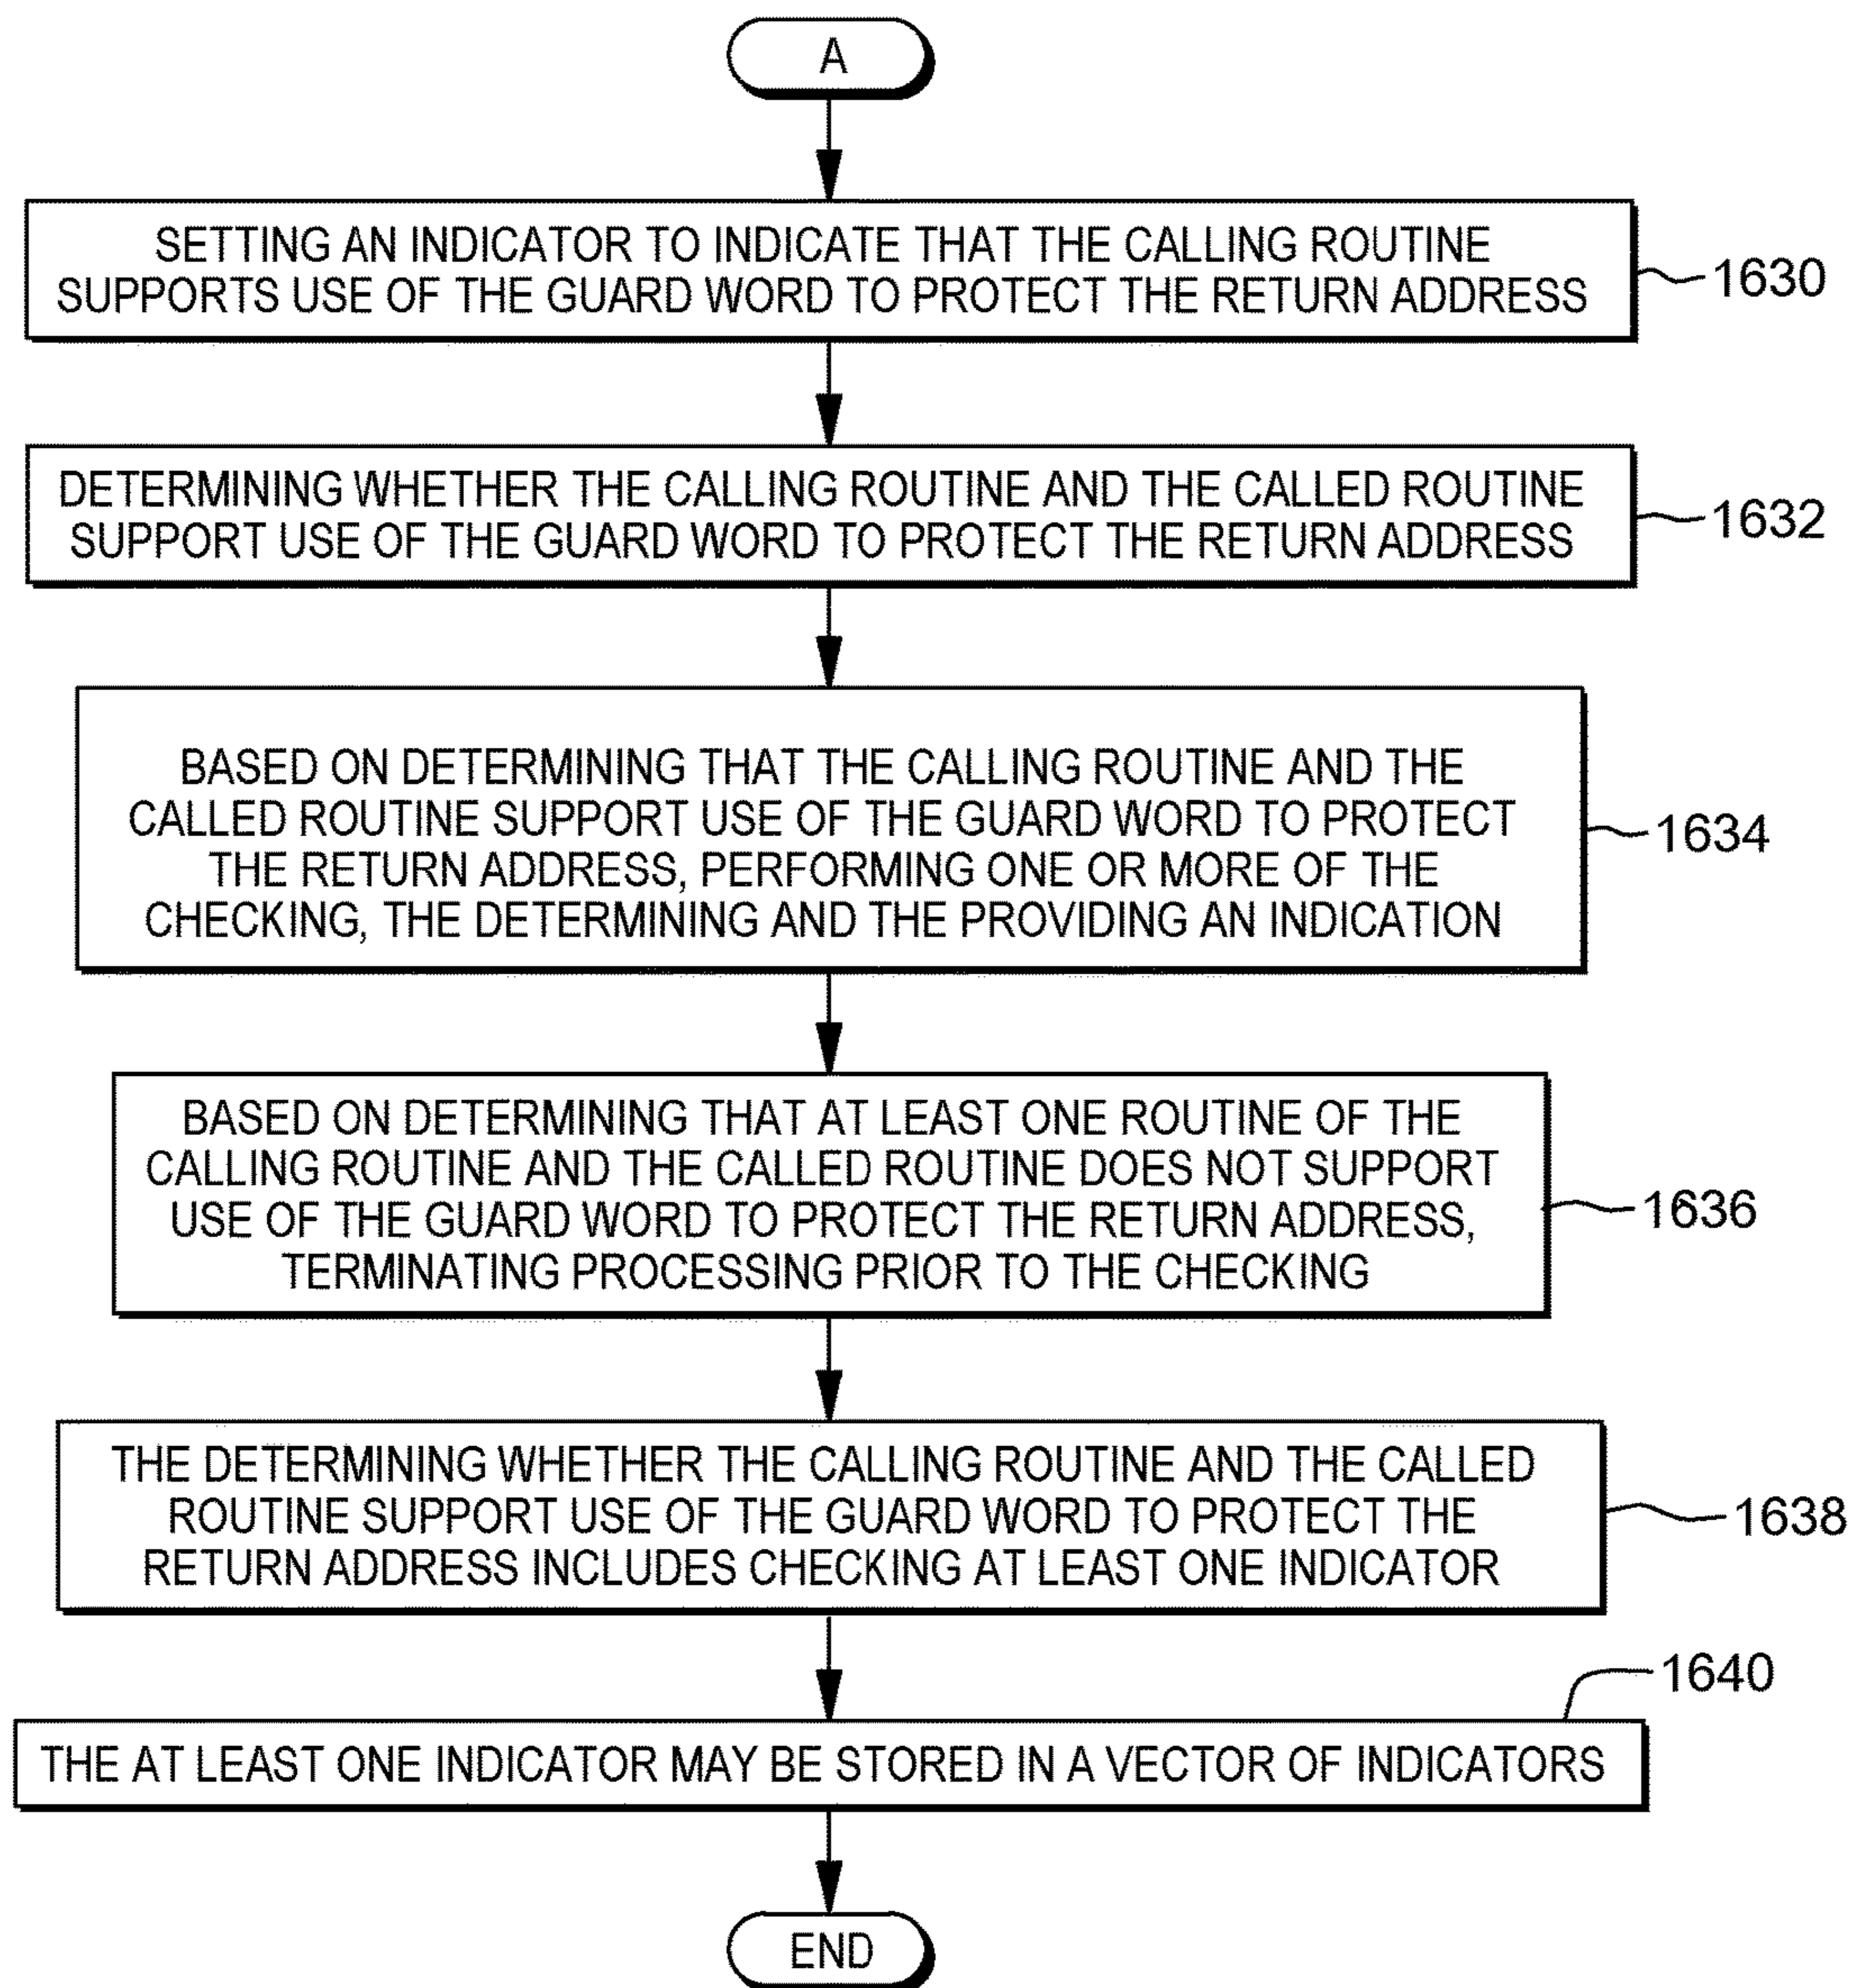 A
SETTING AN INDICATOR TO INDICATE THAT THE CALLING ROUTINE
SUPPORTS USE OF THE GUARD WORD TO PROTECT THE RETURN ADDRESS
1630
DETERMINING WHETHER THE CALLING ROUTINE AND THE CALLED ROUTINE
SUPPORT USE OF THE GUARD WORD TO PROTECT THE RETURN ADDRESS
1632
BASED ON DETERMINING THAT THE CALLING ROUTINE AND THE
CALLED ROUTINE SUPPORT USE OF THE GUARD WORD TO PROTECT
THE RETURN ADDRESS, PERFORMING ONE OR MORE OF THE
CHECKING, THE DETERMINING AND THE PROVIDING AN INDICATION
1634
BASED ON DETERMINING THAT AT LEAST ONE ROUTINE OF THE
CALLING ROUTINE AND THE CALLED ROUTINE DOES NOT SUPPORT
USE OF THE GUARD WORD TO PROTECT THE RETURN ADDRESS,
TERMINATING PROCESSING PRIOR TO THE CHECKING
1636
THE DETERMINING WHETHER THE CALLING ROUTINE AND THE CALLED
ROUTINE SUPPORT USE OF THE GUARD WORD TO PROTECT THE
RETURN ADDRESS INCLUDES CHECKING AT LEAST ONE INDICATOR
1638
1640
THE AT LEAST ONE INDICATOR MAY BE STORED IN A VECTOR OF INDICATORS
END